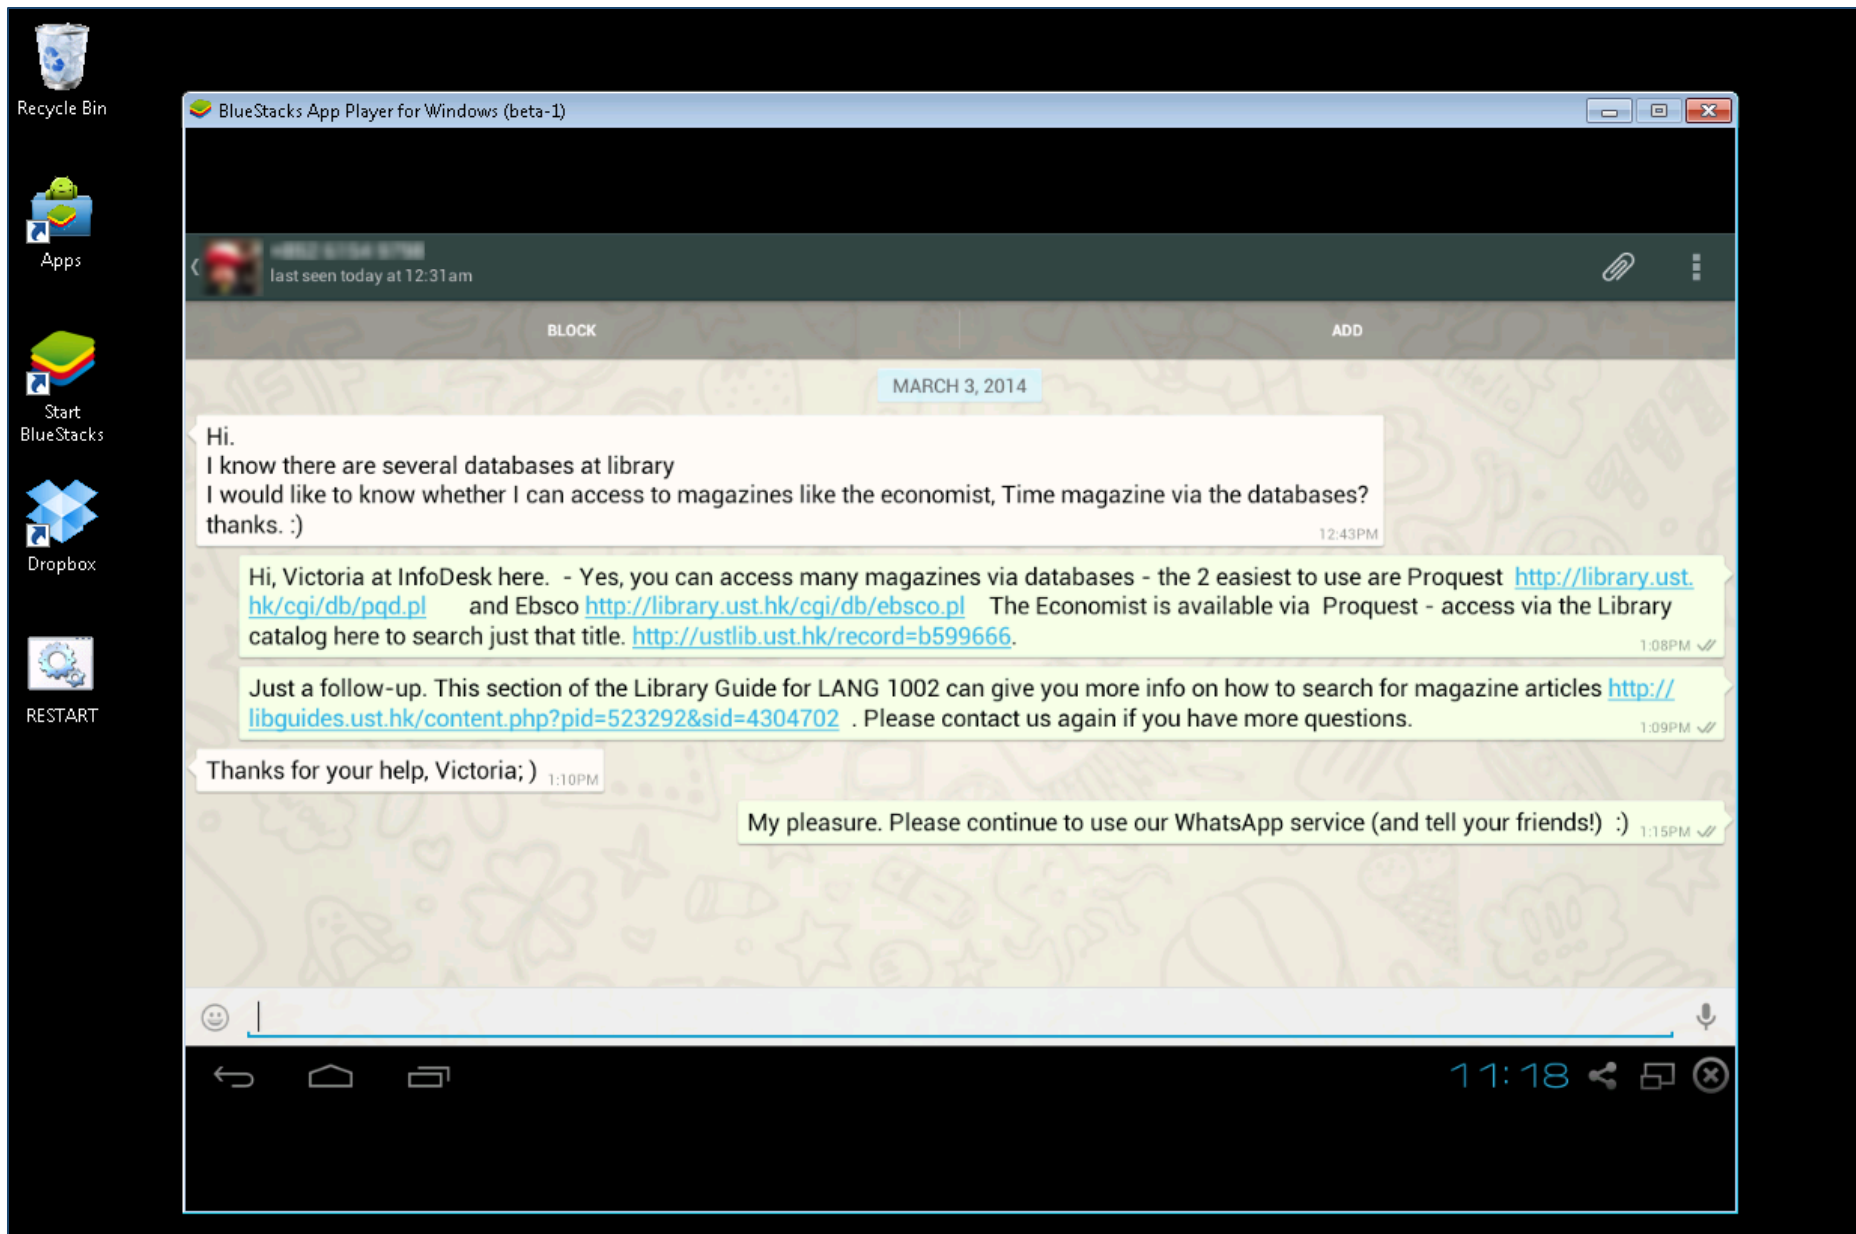 Recycle Bin
Apps
Start
BlueStacks
Dropbox
RESTART
BlueStacks App Player for Windows (beta-1)
last seen today at 12:31am
BLOCK
ADD
MARCH 3, 2014
Hi.
I know there are several databases at library
I would like to know whether I can access to magazines like the economist, Time magazine via the databases?
thanks. :)
12:43PM
Hi, Victoria at InfoDesk here. - Yes, you can access many magazines via databases - the 2 easiest to use are Proquest http://library.ust.
hk/cgi/db/pqd.pl and Ebsco http://library.ust.hk/cgi/db/ebsco.pl The Economist is available via Proquest - access via the Library
catalog here to search just that title. http://ustlib.ust.hk/record=b599666.
1:08PM
Just a follow-up. This section of the Library Guide for LANG 1002 can give you more info on how to search for magazine articles http://
libguides.ust.hk/content.php?pid=523292&sid=4304702 . Please contact us again if you have more questions.
1:09PM
Thanks for your help, Victoria; ) 1:10PM
My pleasure. Please continue to use our WhatsApp service (and tell your friends!) :) 1:15PM
11:18